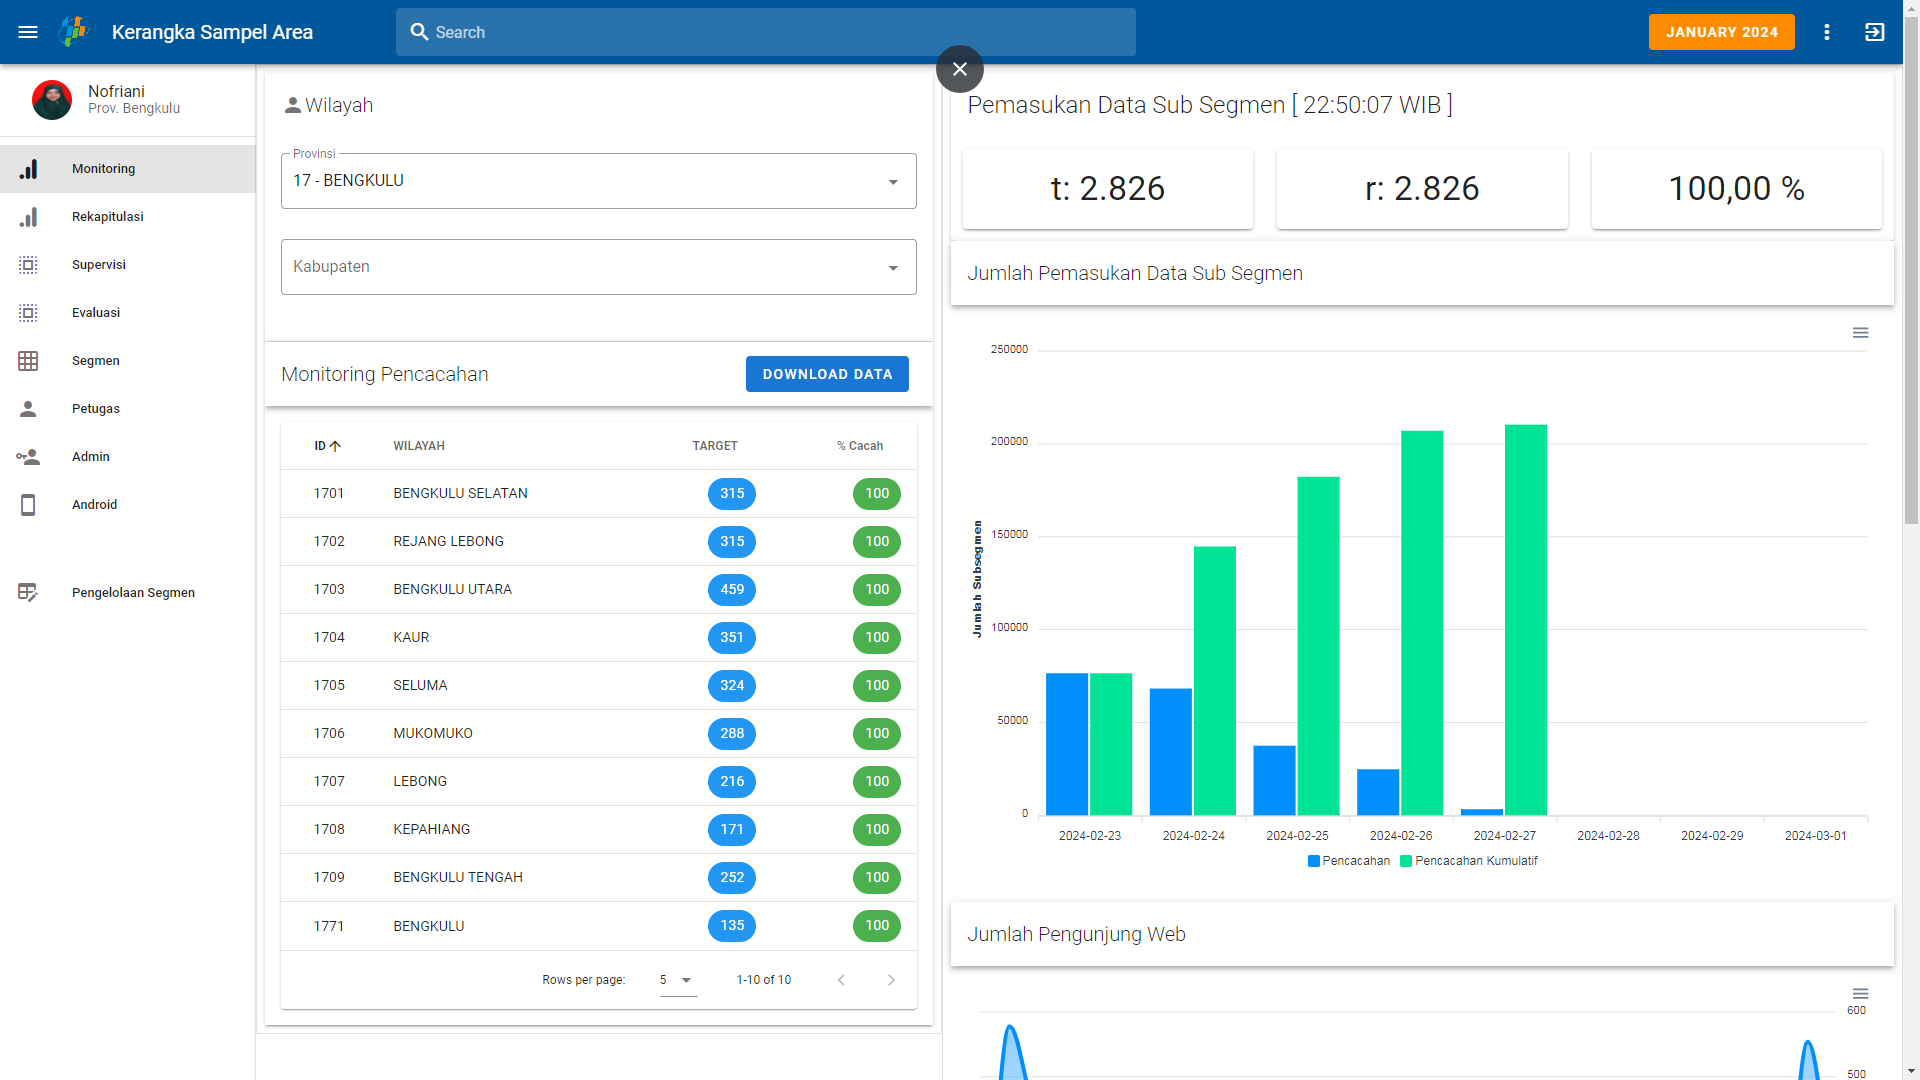 Kerangka Sampel Area
Search
JANUARY 2024
Nofriani
Prov. Bengkulu
Monitoring
Rekapitulasi
Supervisi
Evaluasi
Segmen
Petugas
Admin
Android
Pengelolaan Segmen
Wilayah
Provinsi
17 - BENGKULU
Kabupaten
Monitoring Pencacahan
DOWNLOAD DATA
ID WILAYAH TARGET % Cacah
1701 BENGKULU SELATAN 315 100
1702 REJANG LEBONG 315 100
1703 BENGKULU UTARA 459 100
1704 KAUR 351 100
1705 SELUMA 324 100
1706 MUKOMUKO 288 100
1707 LEBONG 216 100
1708 KEPAHIANG 171 100
1709 BENGKULU TENGAH 252 100
1771 BENGKULU 135 100
Rows per page: 5 1-10 of 10
Pemasukan Data Sub Segmen [ 22:50:07 WIB ]
t: 2.826
r: 2.826
100,00 %
Jumlah Pemasukan Data Sub Segmen
250000
200000
150000
100000
50000
0
Jumlah Subsegmen
2024-02-23 2024-02-24 2024-02-25 2024-02-26 2024-02-27 2024-02-28 2024-02-29 2024-03-01
Pencacahan Pencacahan Kumulatif
Jumlah Pengunjung Web
600
500